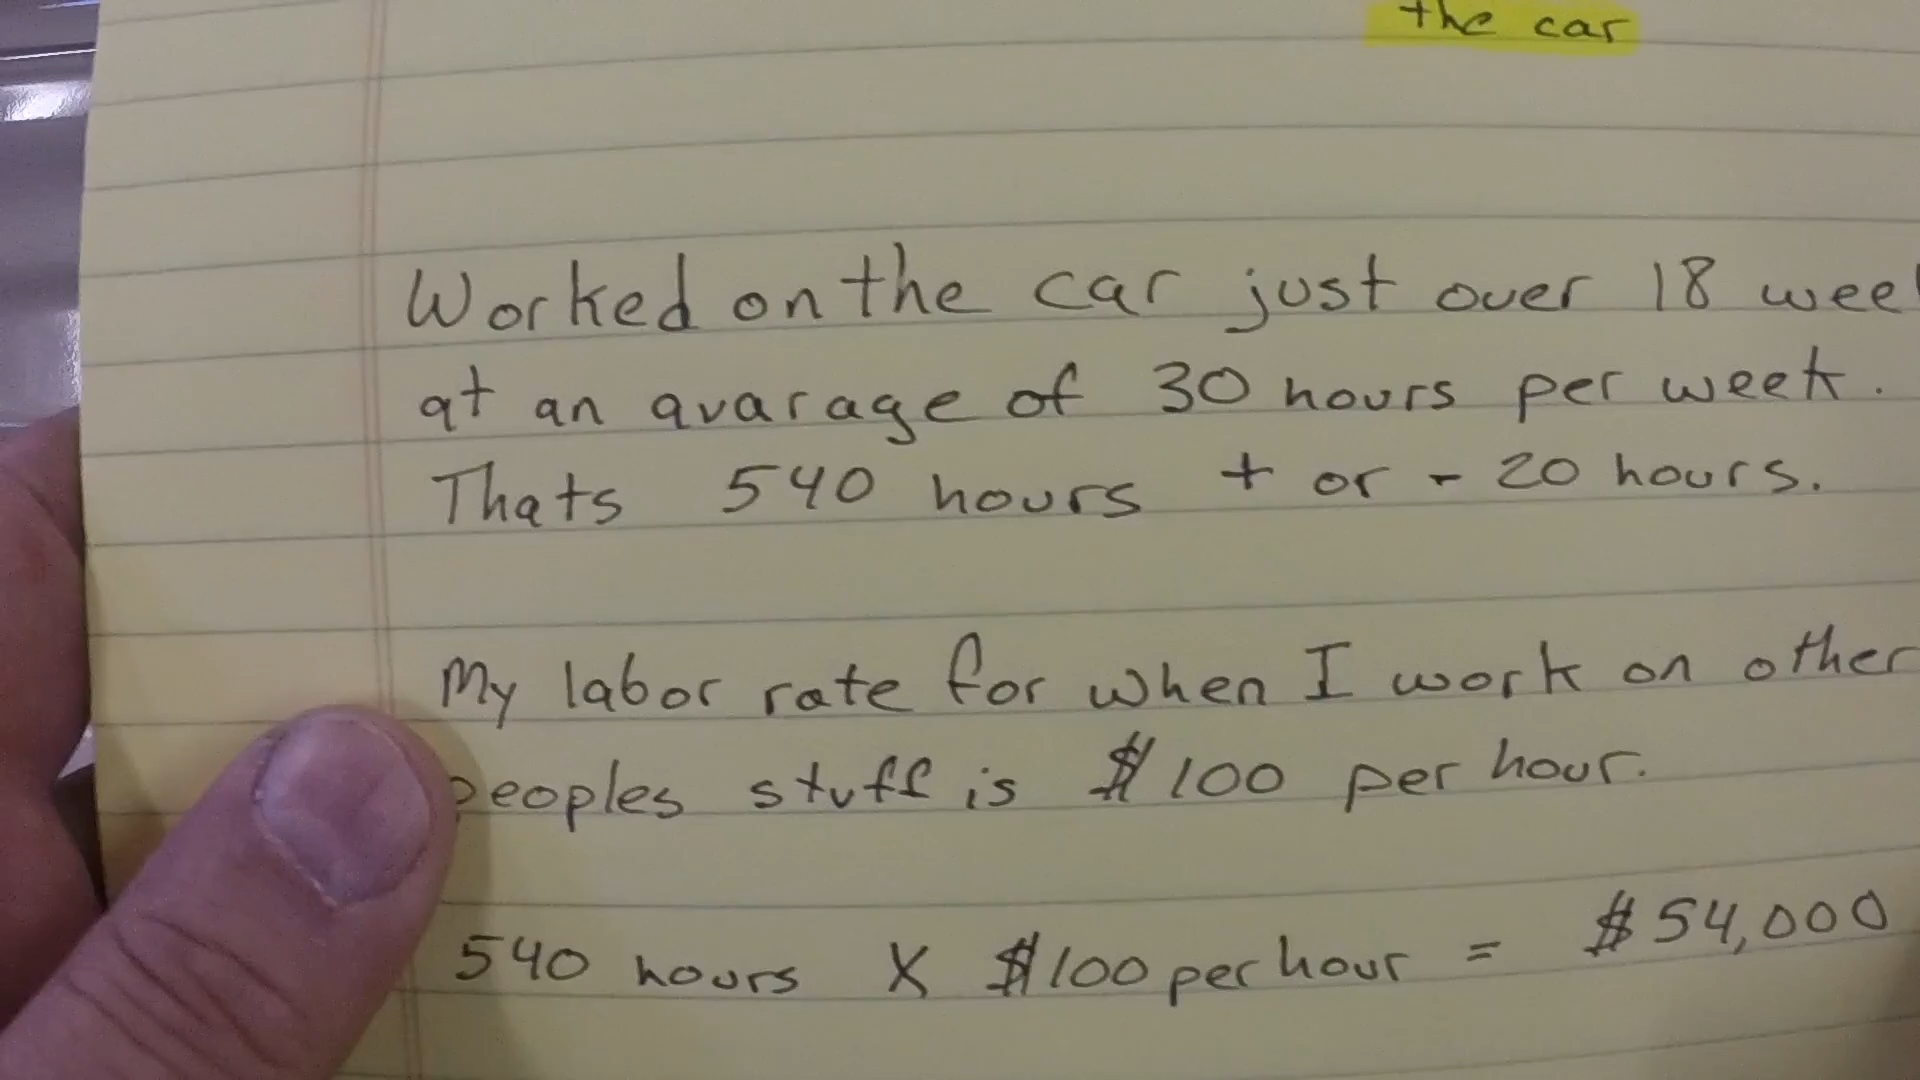 the car
Worked on the car just over 18 wee
at an avarage of 30 hours per week.
Thats 540 hours + or - 20 hours.
My labor rate for when I work on other
peoples stuff is $100 per hour.
540 hours X $100 per hour = $54,000